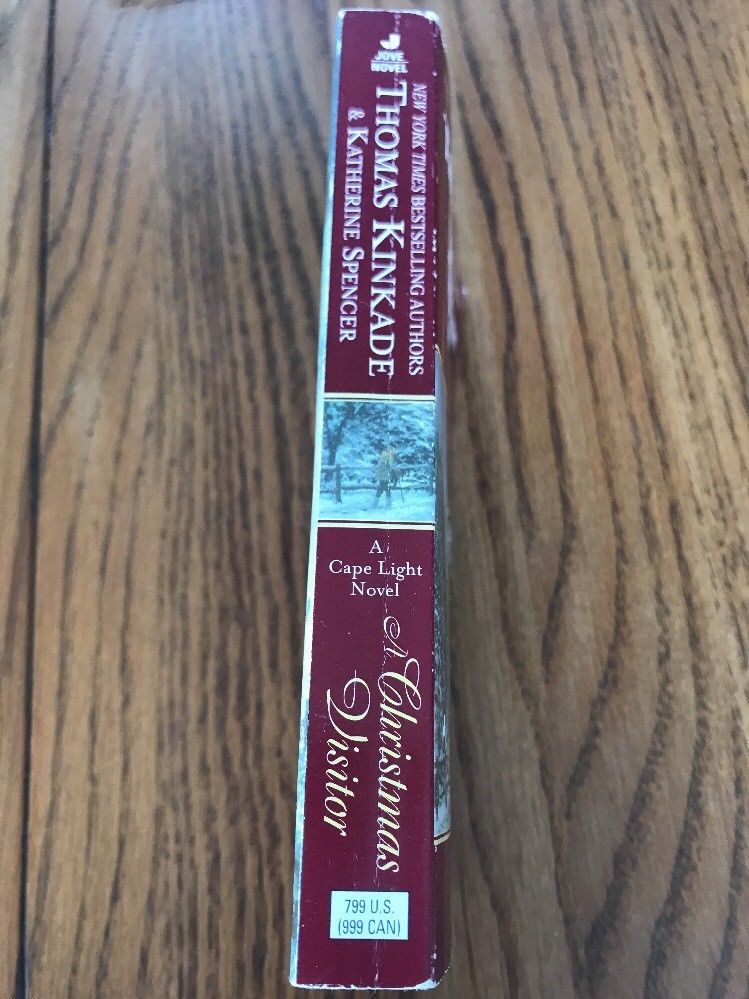 J
JOVE
NOVEL
NEW YORK TIMES BESTSELLING AUTHORS
THOMAS KINKADE
& KATHERINE SPENCER
A
Cape Light
Novel
A Christmas
Visitor
799 U.S.
(999 CAN)